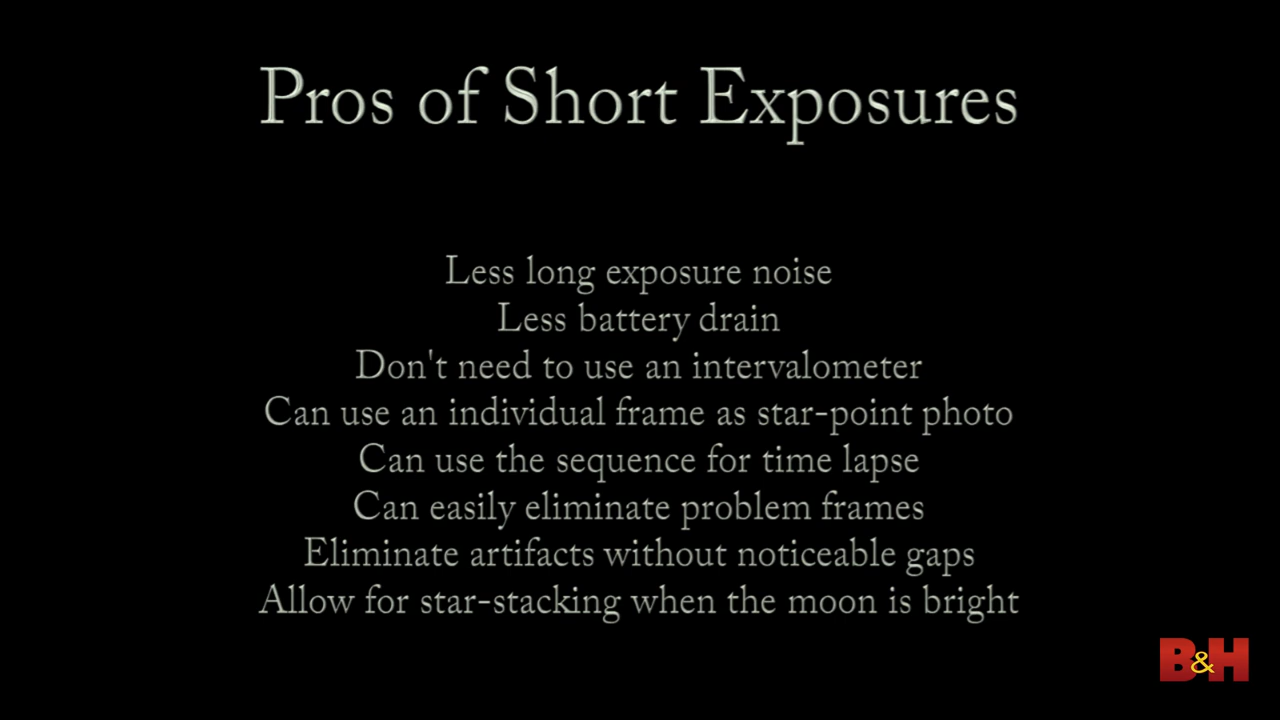 Pros of Short Exposures
Less long exposure noise
Less battery drain
Don't need to use an intervalometer
Can use an individual frame as star-point photo
Can use the sequence for time lapse
Can easily eliminate problem frames
Eliminate artifacts without noticeable gaps
Allow for star-stacking when the moon is bright
B&H